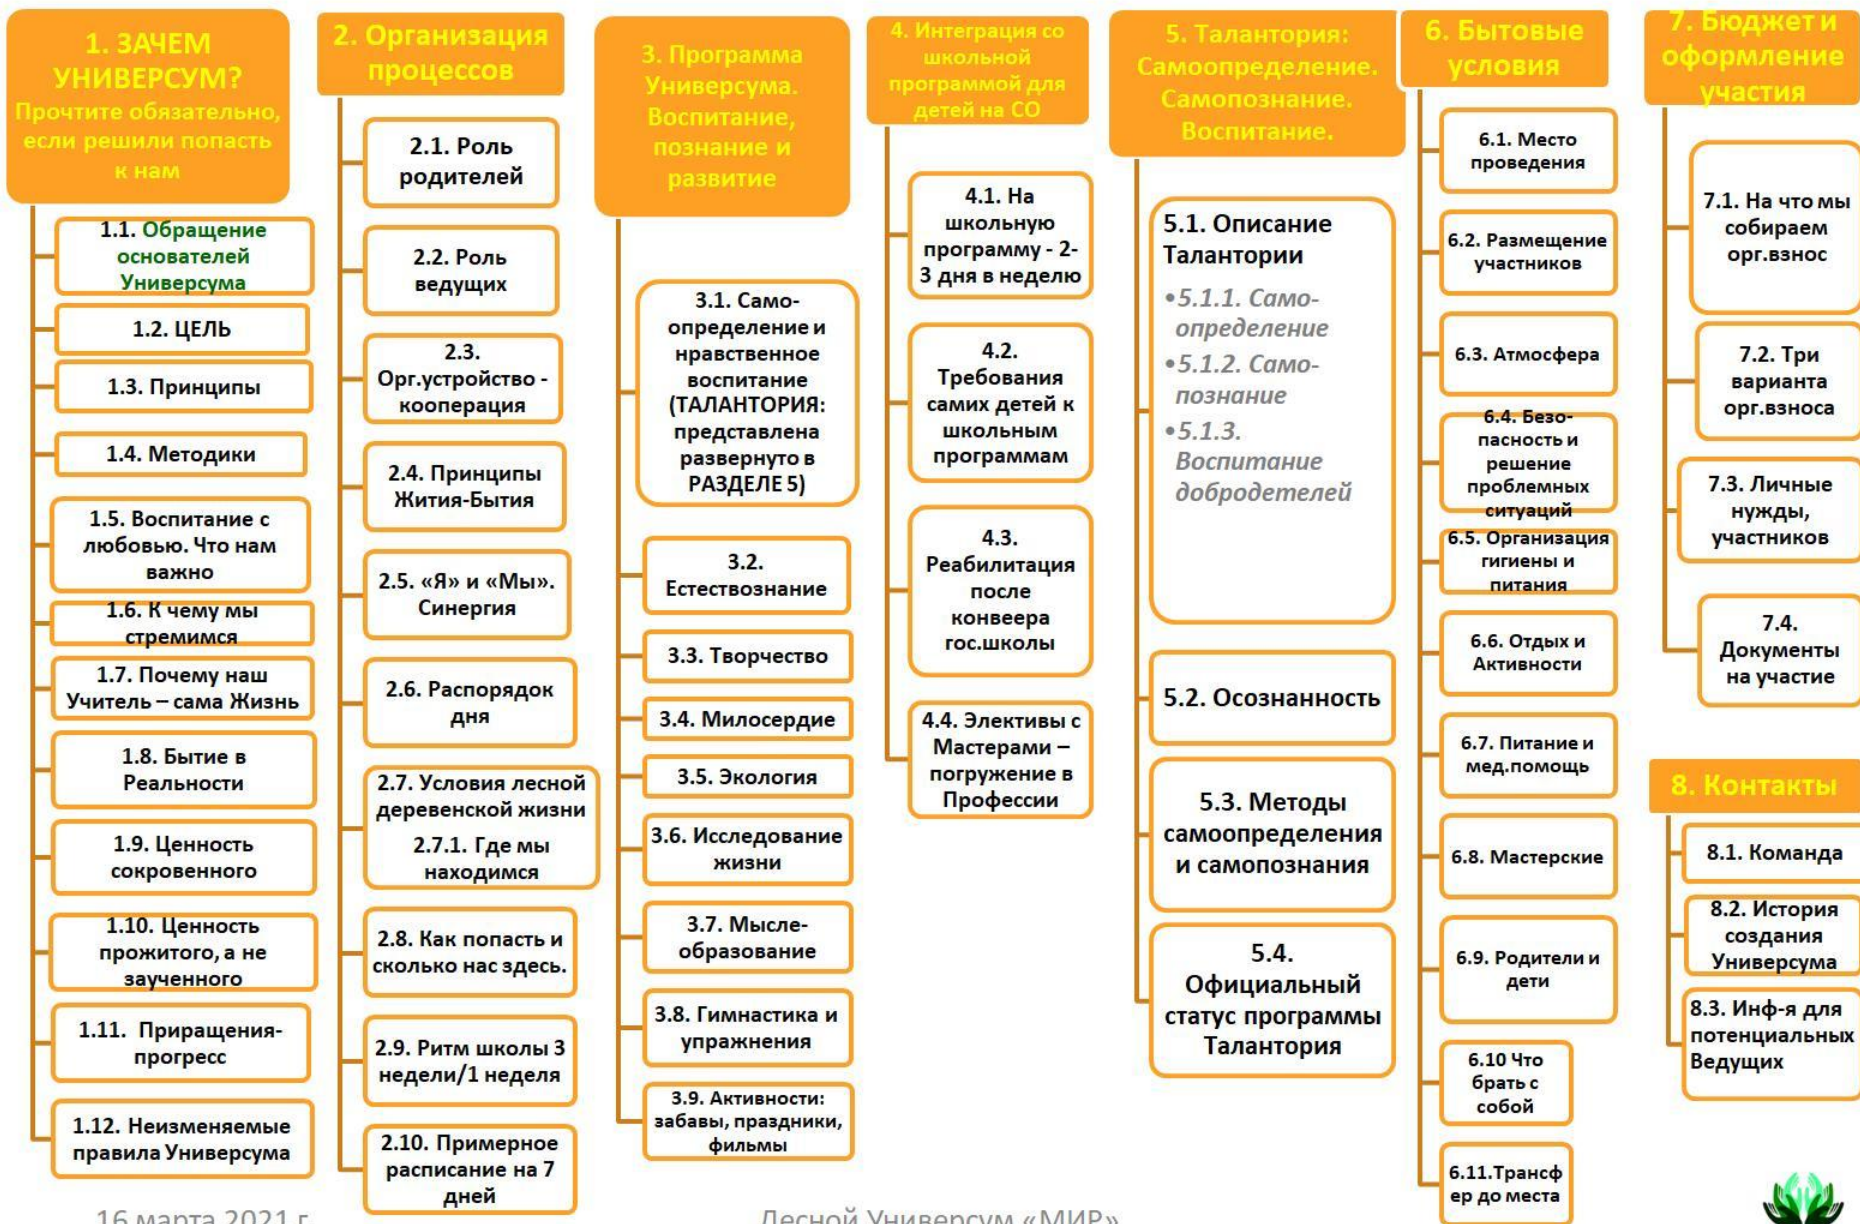 1. ЗАЧЕМ
УНИВЕРСУМ?
Прочтите обязательно,
если решили попасть
к нам
1.1. Обращение
основателей
Универсума
1.2. ЦЕЛЬ
1.3. Принципы
1.4. Методики
1.5. Воспитание с
любовью. Что нам
важно
1.6. К чему мы
стремимся
1.7. Почему наш
Учитель – сама Жизнь
1.8. Бытие в
Реальности
1.9. Ценность
сокровенного
1.10. Ценность
прожитого, а не
заученного
1.11. Приращения-
прогресс
1.12. Неизменяемые
правила Универсума
2. Организация
процессов
2.1. Роль
родителей
2.2. Роль
ведущих
2.3.
Орг.устройство -
кооперация
2.4. Принципы
Жития-Бытия
2.5. «Я» и «Мы».
Синергия
2.6. Распорядок
дня
2.7. Условия лесной
деревенской жизни
2.7.1. Где мы
находимся
2.8. Как попасть и
сколько нас здесь.
2.9. Ритм школы 3
недели/1 неделя
2.10. Примерное
расписание на 7
дней
3. Программа
Универсума.
Воспитание,
познание и
развитие
3.1. Само-
определение и
нравственное
воспитание
(ТАЛАНТОРИЯ:
представлена
развернуто в
РАЗДЕЛЕ 5)
3.2.
Естествознание
3.3. Творчество
3.4. Милосердие
3.5. Экология
3.6. Исследование
жизни
3.7. Мысле-
образование
3.8. Гимнастика и
упражнения
3.9. Активности:
забавы, праздники,
фильмы
4. Интеграция со
школьной
программой для
детей на СО
4.1. На
школьную
программу - 2-
3 дня в неделю
4.2.
Требования
самих детей к
школьным
программам
4.3.
Реабилитация
после
конвеера
гос.школы
4.4. Элективы с
Мастерами –
погружение в
Профессии
5. Талантория:
Самоопределение.
Самопознание.
Воспитание.
5.1. Описание
Талантории
•5.1.1. Само-
определение
•5.1.2. Само-
познание
•5.1.3.
Воспитание
добродетелей
5.2. Осознанность
5.3. Методы
самоопределения
и самопознания
5.4.
Официальный
статус программы
Талантория
6. Бытовые
условия
6.1. Место
проведения
6.2. Размещение
участников
6.3. Атмосфера
6.4. Безо-
пасность и
решение
проблемных
ситуаций
6.5. Организация
гигиены и
питания
6.6. Отдых и
Активности
6.7. Питание и
мед.помощь
6.8. Мастерские
6.9. Родители и
дети
6.10 Что
брать с
собой
6.11.Трансф
ер до места
7. Бюджет и
оформление
участия
7.1. На что мы
собираем
орг.взнос
7.2. Три
варианта
орг.взноса
7.3. Личные
нужды,
участников
7.4.
Документы
на участие
8. Контакты
8.1. Команда
8.2. История
создания
Универсума
8.3. Инф-я для
потенциальных
Ведущих
16 марта 2021 г.
Лесной Универсум «МИР»